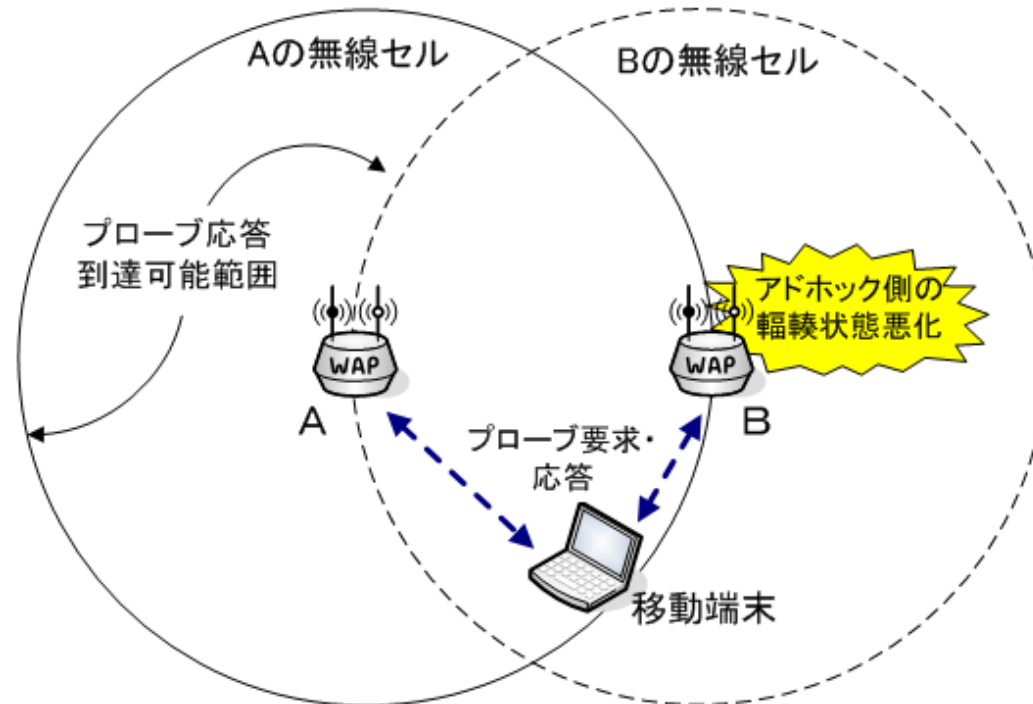 Aの無線セル
Bの無線セル
プローブ応答
到達可能範囲
アドホック側の
輻輳状態悪化
WAP
WAP
A
B
プローブ要求・
応答
移動端末